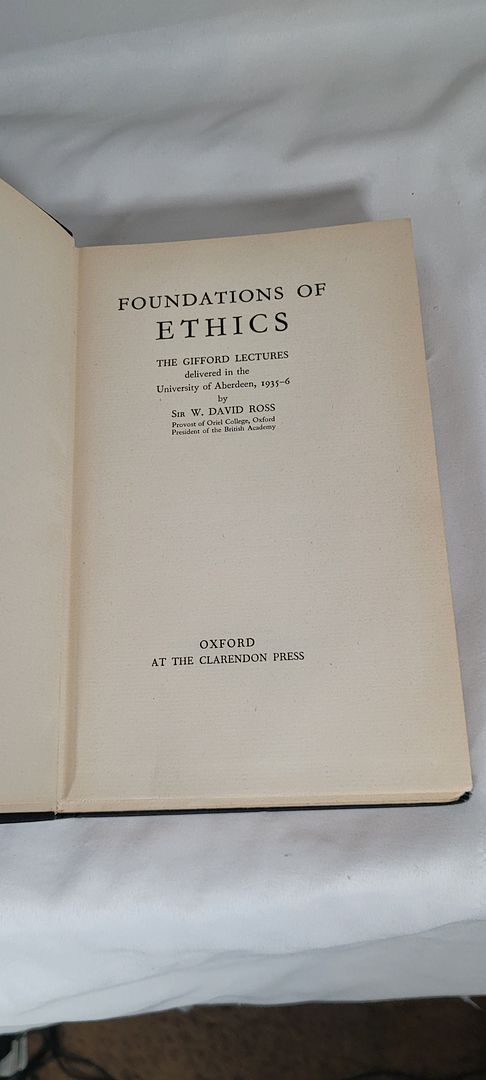 FOUNDATIONS OF
ETHICS
THE GIFFORD LECTURES
delivered in the
University of Aberdeen, 1935–6
by
SIR W. DAVID ROSS
Provost of Oriel College, Oxford
President of the British Academy
OXFORD
AT THE CLARENDON PRESS